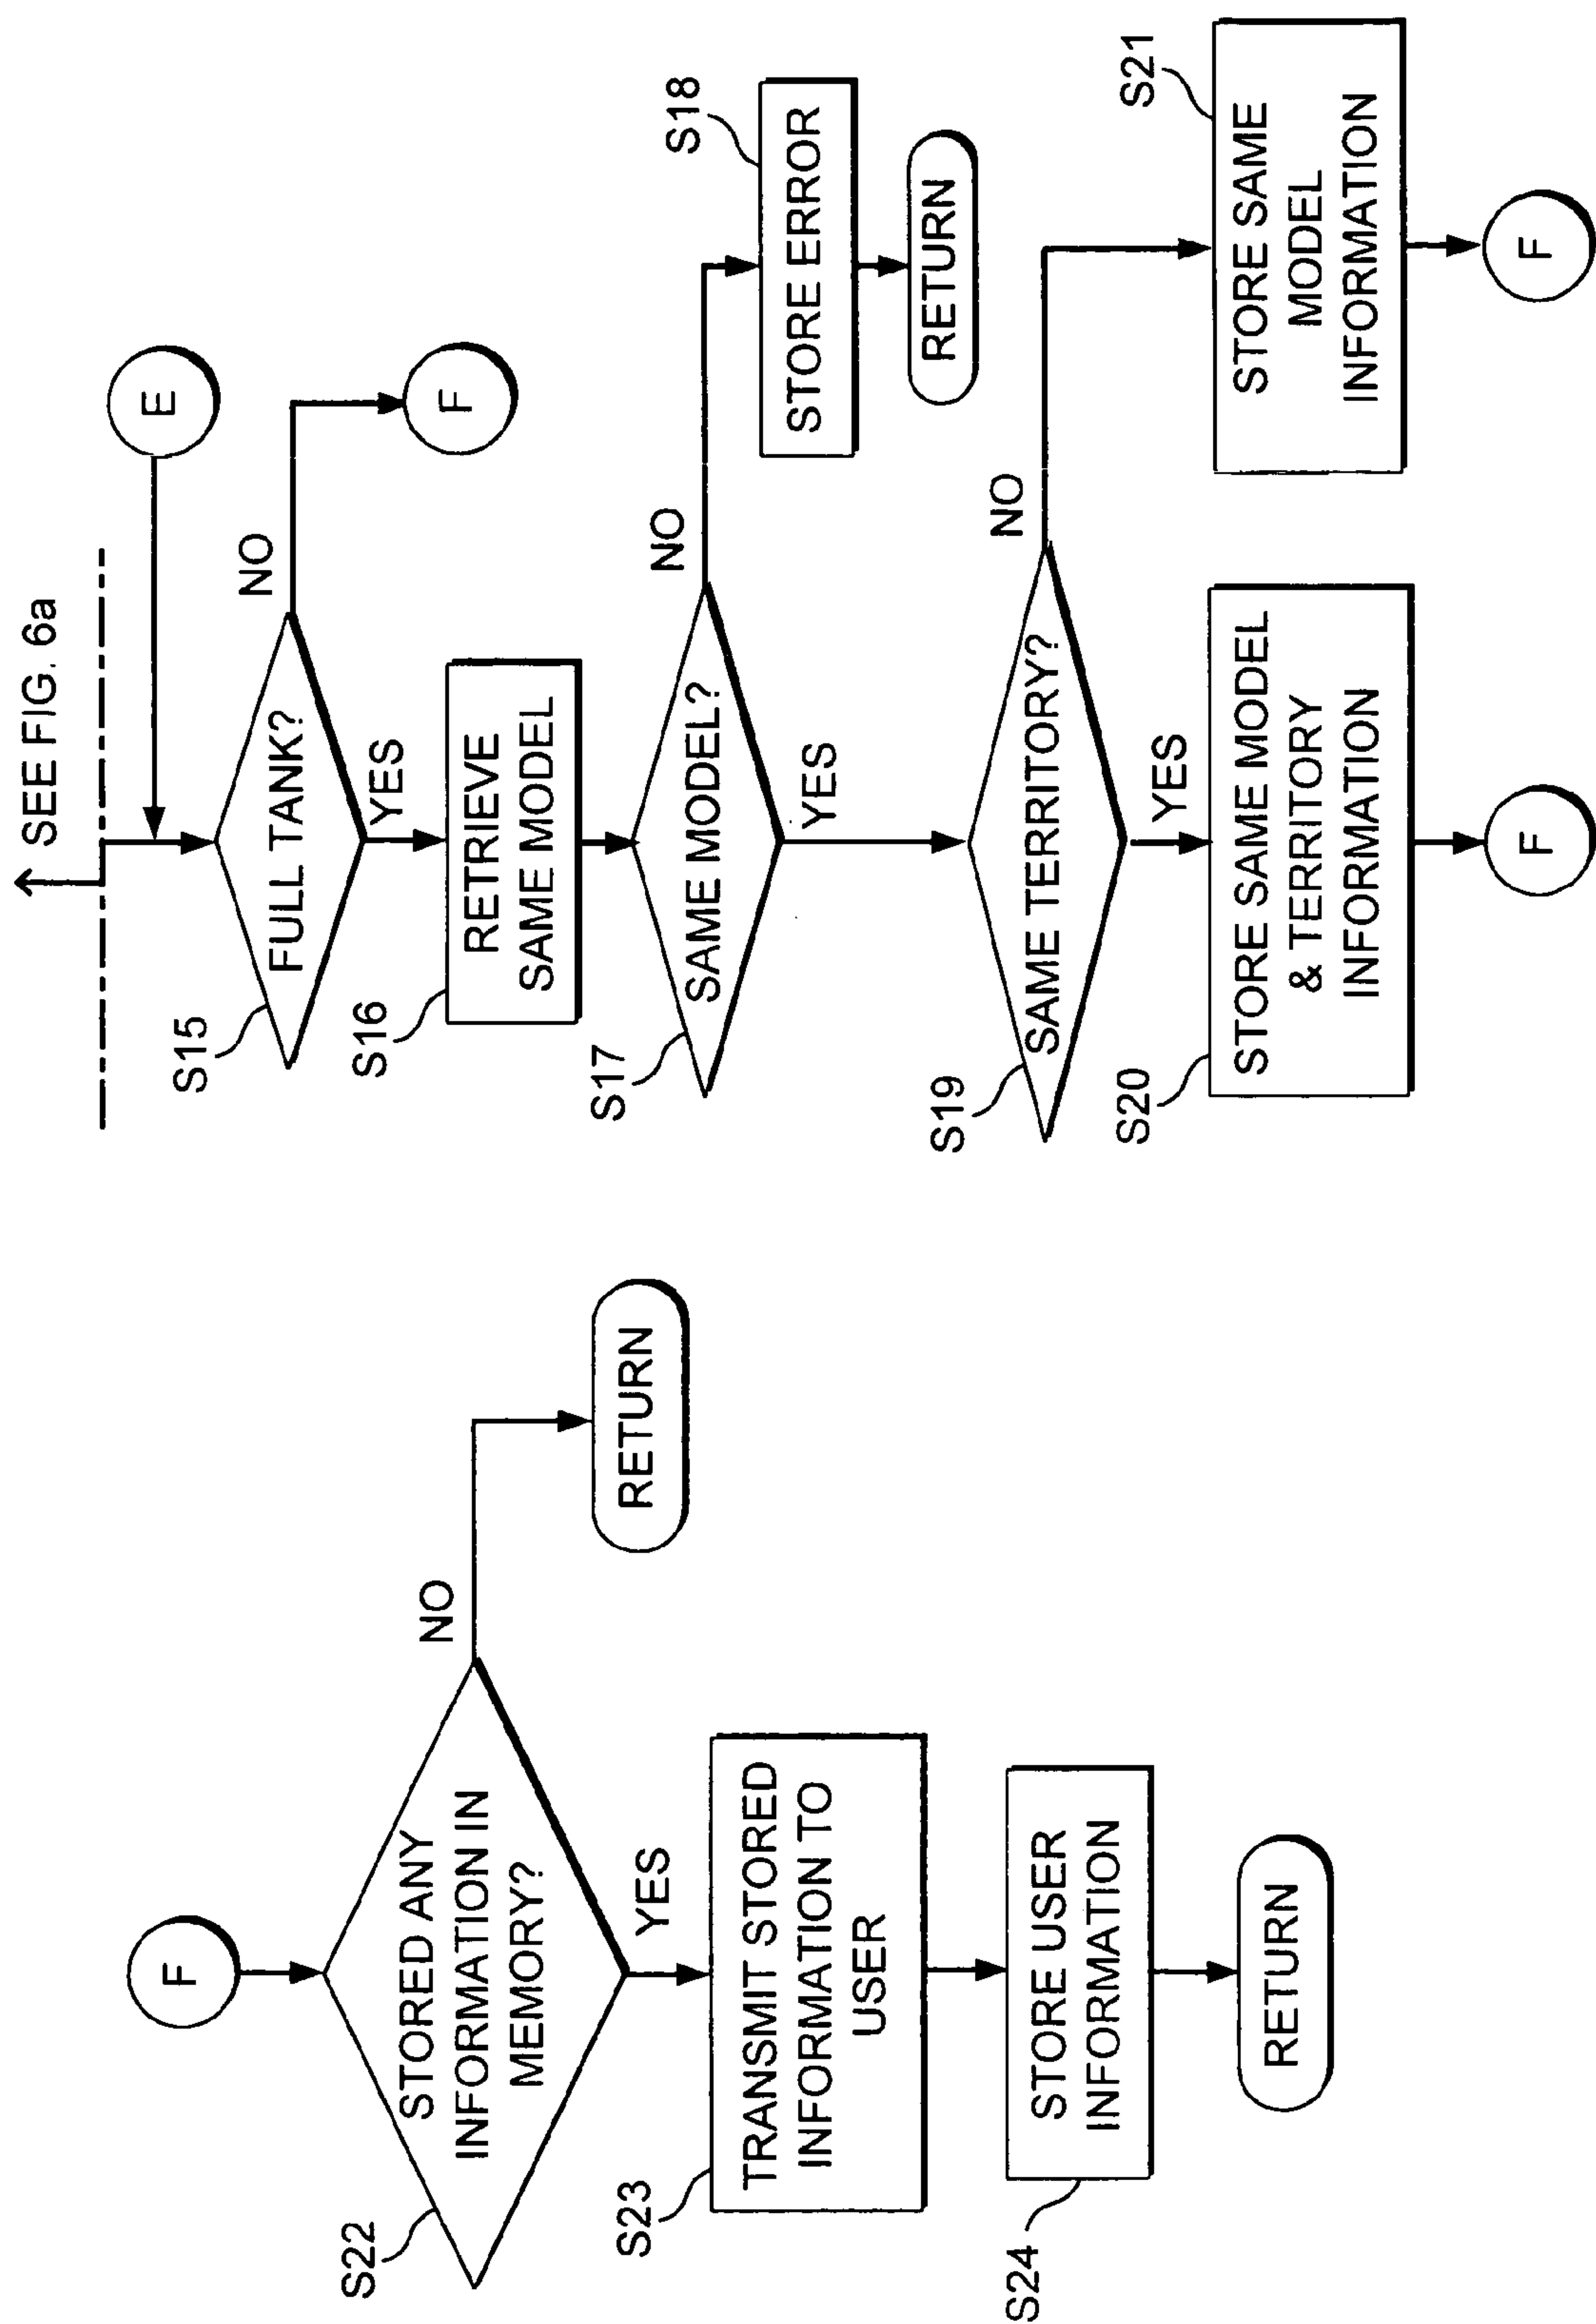 SEE FIG. 6a
E
S15
FULL TANK?
NO
F
YES
S16
RETRIEVE
SAME MODEL
S17
SAME MODEL?
NO
S18
STORE ERROR
RETURN
YES
S19
SAME TERRITORY?
NO
S21
STORE SAME
MODEL
INFORMATION
F
YES
S20
STORE SAME MODEL
& TERRITORY
INFORMATION
F
F
S22
STORED ANY
INFORMATION IN
MEMORY?
NO
RETURN
YES
S23
TRANSMIT STORED
INFORMATION TO
USER
S24
STORE USER
INFORMATION
RETURN